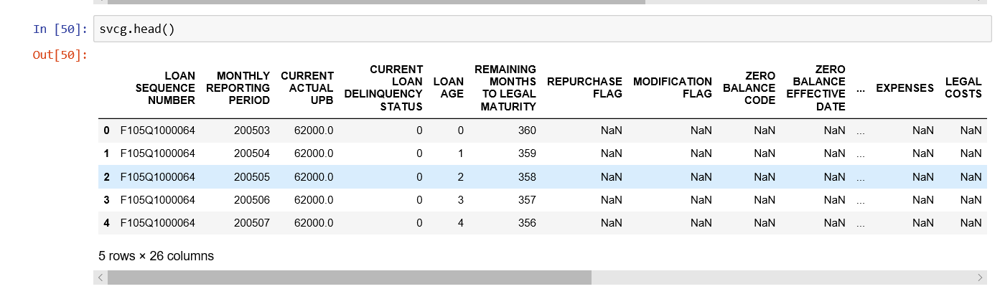 In [50]: svcg.head()
Out[50]:
LOAN SEQUENCE NUMBER MONTHLY REPORTING PERIOD CURRENT ACTUAL UPB CURRENT LOAN DELINQUENCY STATUS LOAN AGE REMAINING MONTHS TO LEGAL MATURITY REPURCHASE FLAG MODIFICATION FLAG ZERO BALANCE CODE ZERO BALANCE EFFECTIVE DATE ... EXPENSES LEGAL COSTS
0 F105Q1000064 200503 62000.0 0 0 360 NaN NaN NaN NaN ... NaN NaN
1 F105Q1000064 200504 62000.0 0 1 359 NaN NaN NaN NaN ... NaN NaN
2 F105Q1000064 200505 62000.0 0 2 358 NaN NaN NaN NaN ... NaN NaN
3 F105Q1000064 200506 62000.0 0 3 357 NaN NaN NaN NaN ... NaN NaN
4 F105Q1000064 200507 62000.0 0 4 356 NaN NaN NaN NaN ... NaN NaN
5 rows × 26 columns